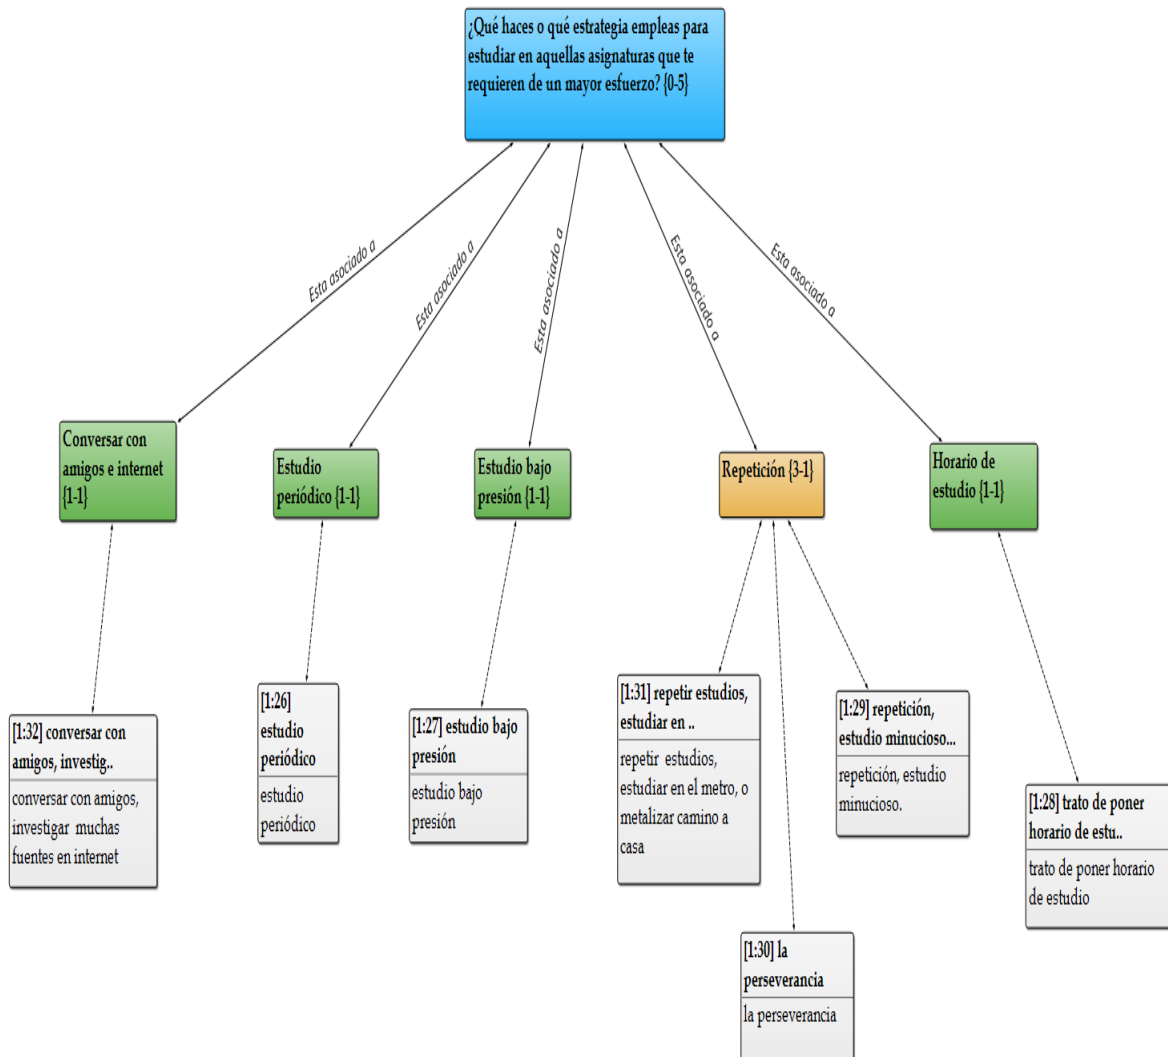 ¿Qué haces o qué estrategia empleas para
estudiar en aquellas asignaturas que te
requieren de un mayor esfuerzo? {0-5}
Esta asociado a
Esta asociado a
Esta asociado a
Esta asociado a
Esta asociado a
Conversar con
amigos e internet
{1-1}
Estudio
periódico {1-1}
Estudio bajo
presión {1-1}
Repetición {3-1}
Horario de
estudio {1-1}
[1:32] conversar con
amigos, investig..
conversar con amigos,
investigar muchas
fuentes en internet
[1:26]
estudio
periódico
estudio
periódico
[1:27] estudio bajo
presión
estudio bajo
presión
[1:31] repetir estudios,
estudiar en ..
repetir estudios,
estudiar en el metro, o
metalizar camino a
casa
[1:29] repetición,
estudio minucioso...
repetición, estudio
minucioso.
[1:28] trato de poner
horario de estu..
trato de poner horario
de estudio
[1:30] la
perseverancia
la perseverancia